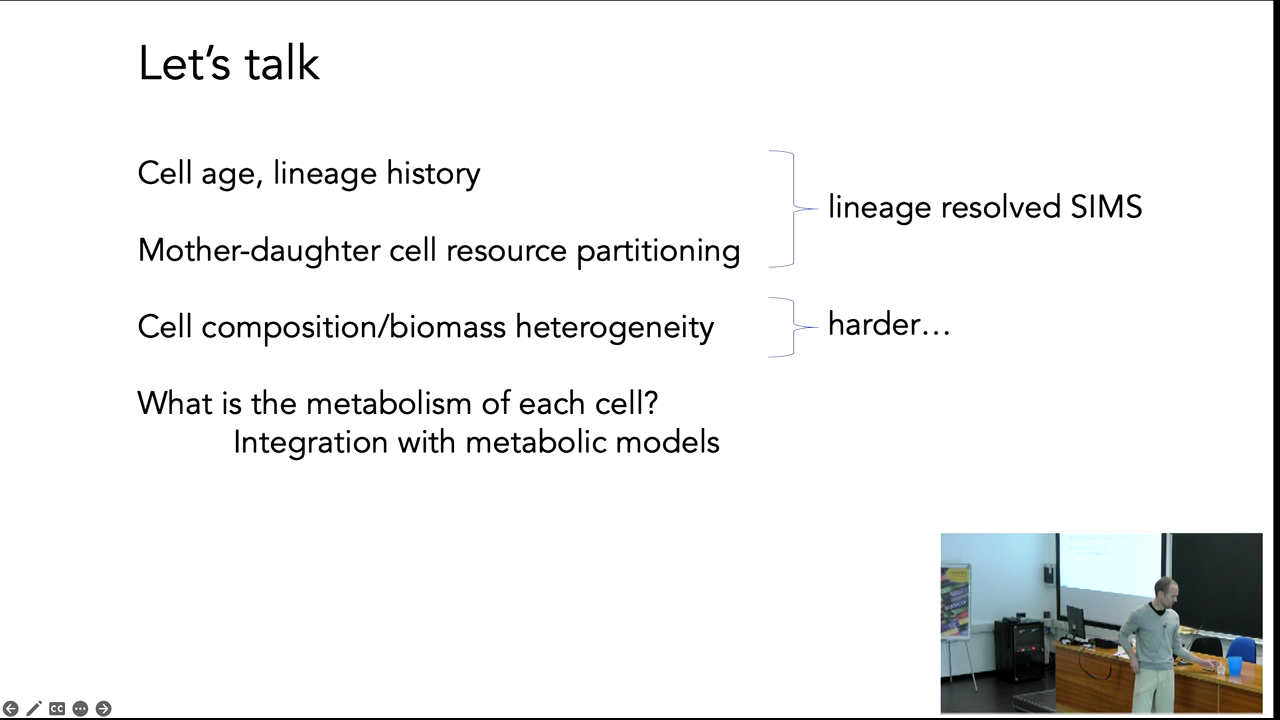 Let's talk
Cell age, lineage history
Mother-daughter cell resource partitioning
lineage resolved SIMS
Cell composition/biomass heterogeneity
harder…
What is the metabolism of each cell?
Integration with metabolic models
CC